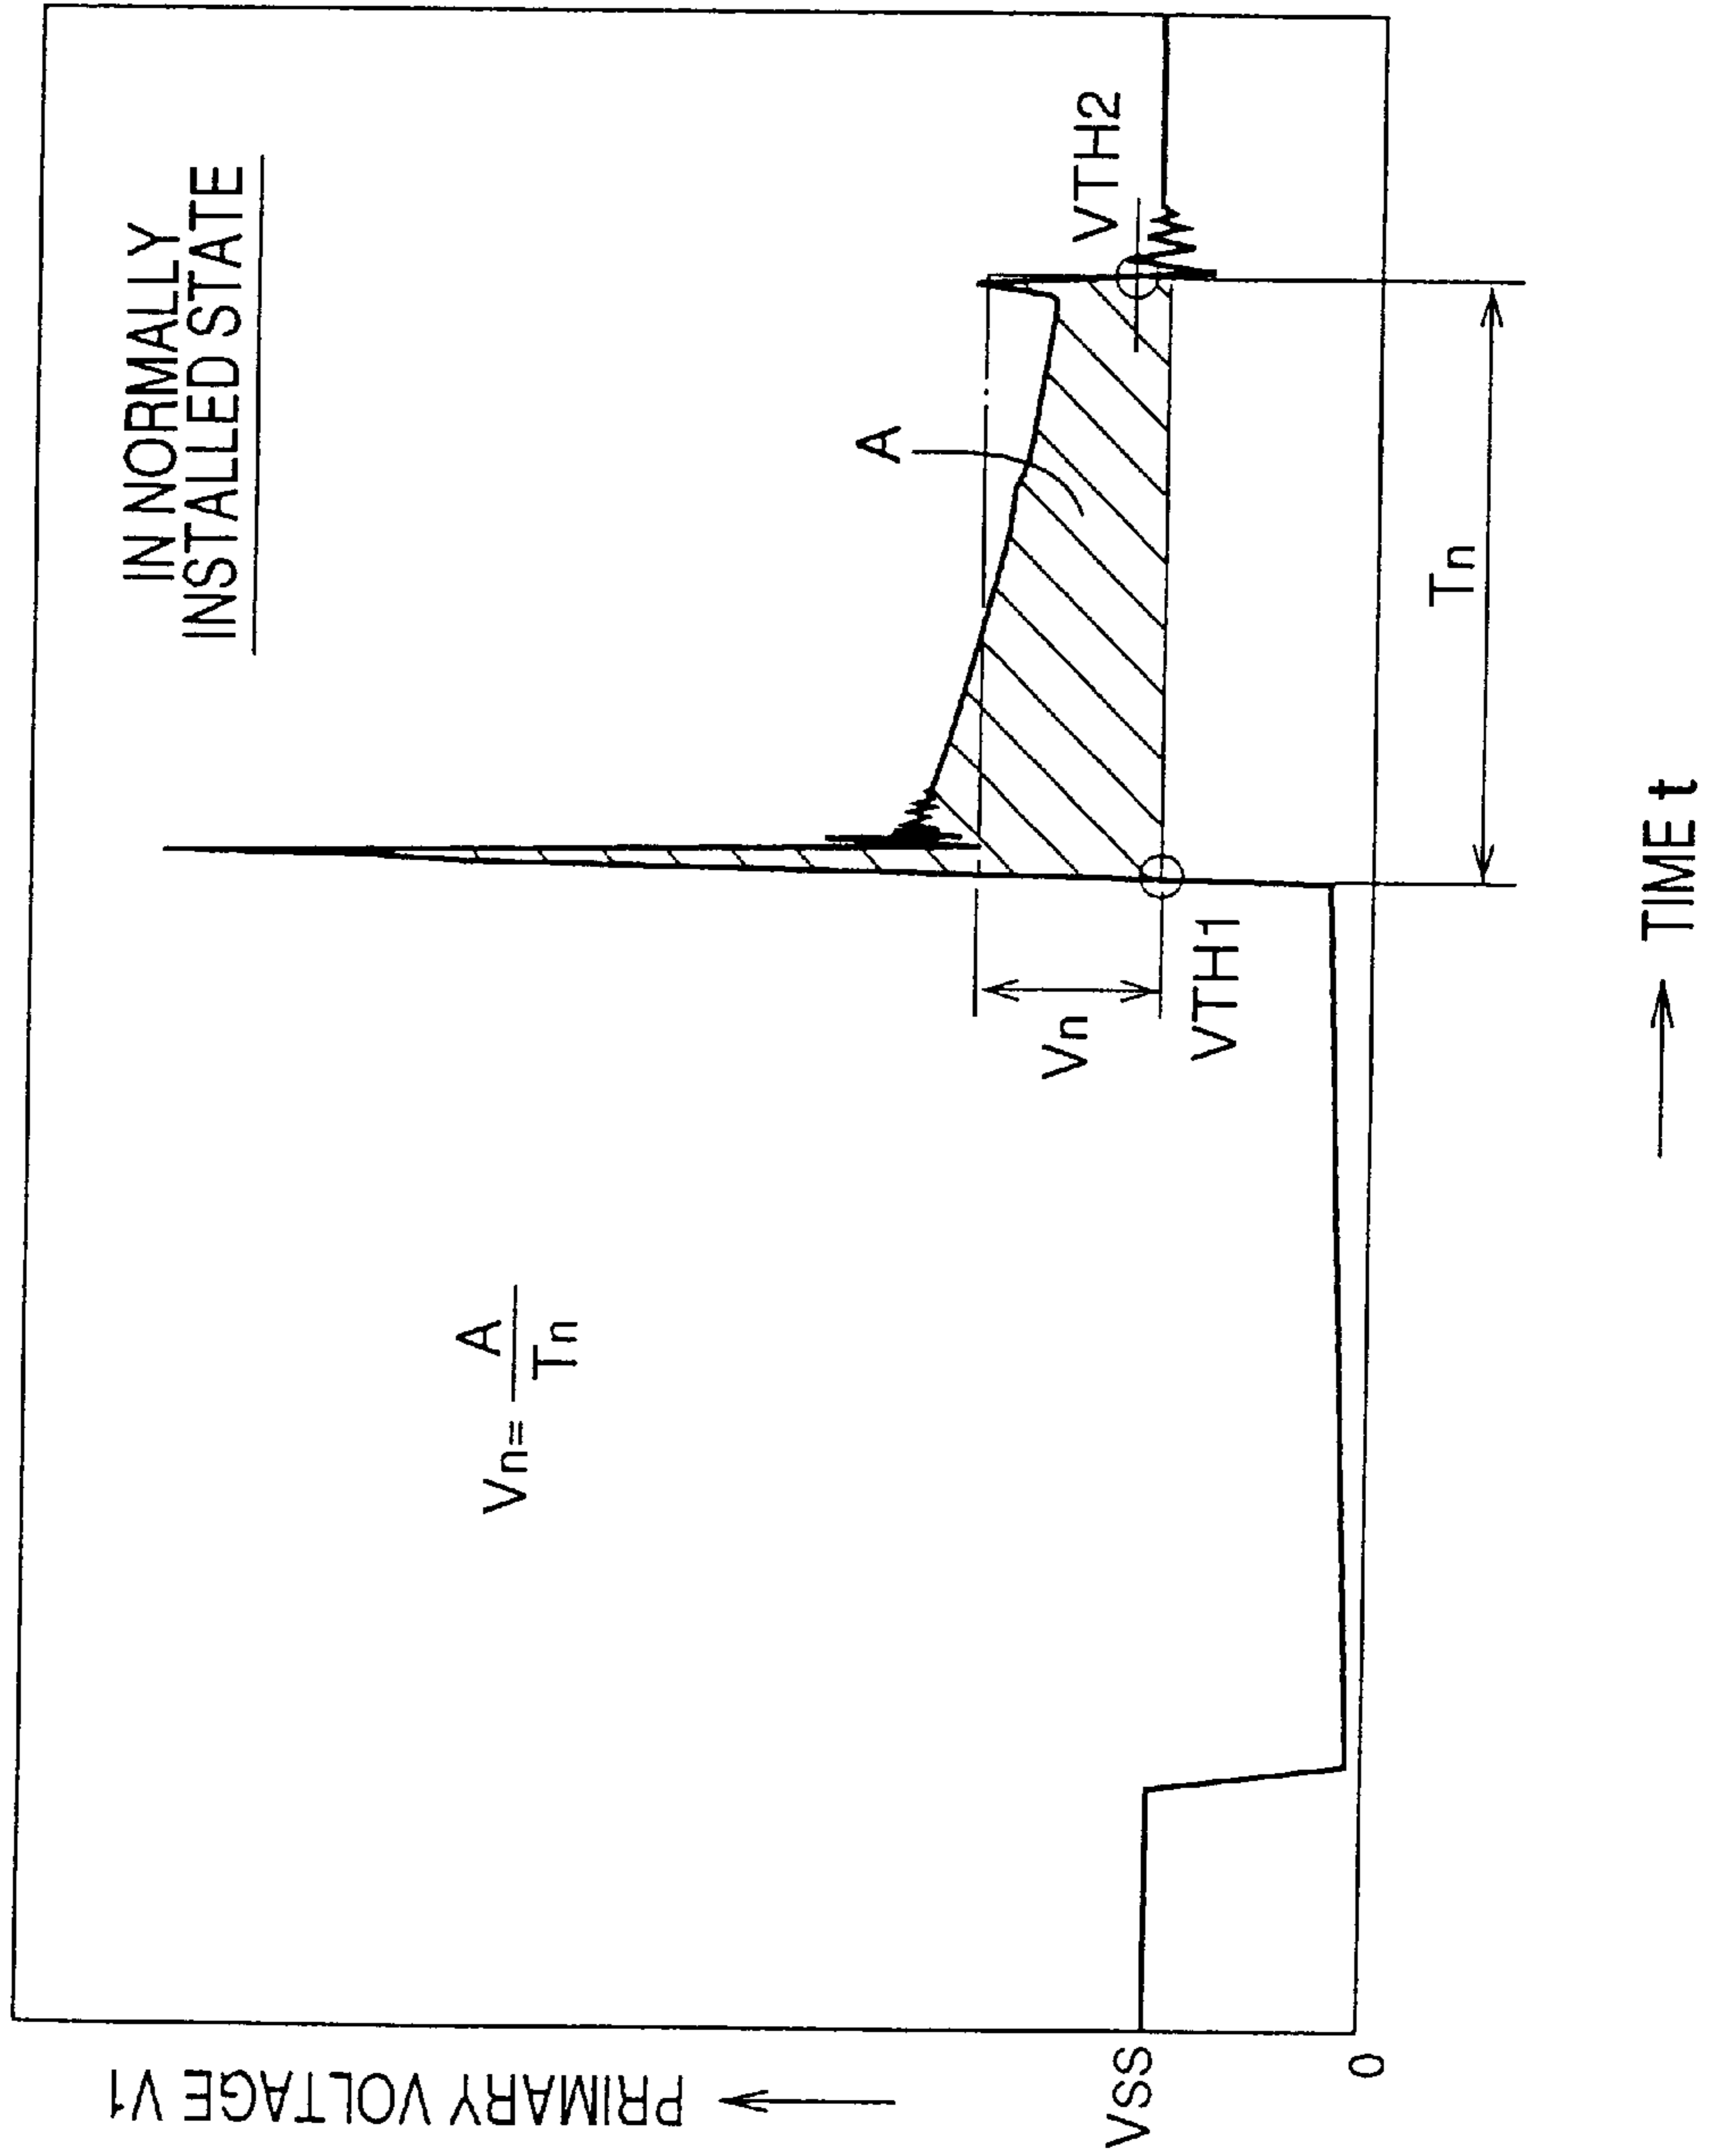 IN NORMALLY
INSTALLED STATE
Vn= A
Tn
A
VTH2
Vn
VTH1
Tn
PRIMARY VOLTAGE V1
VSS
0
TIME t